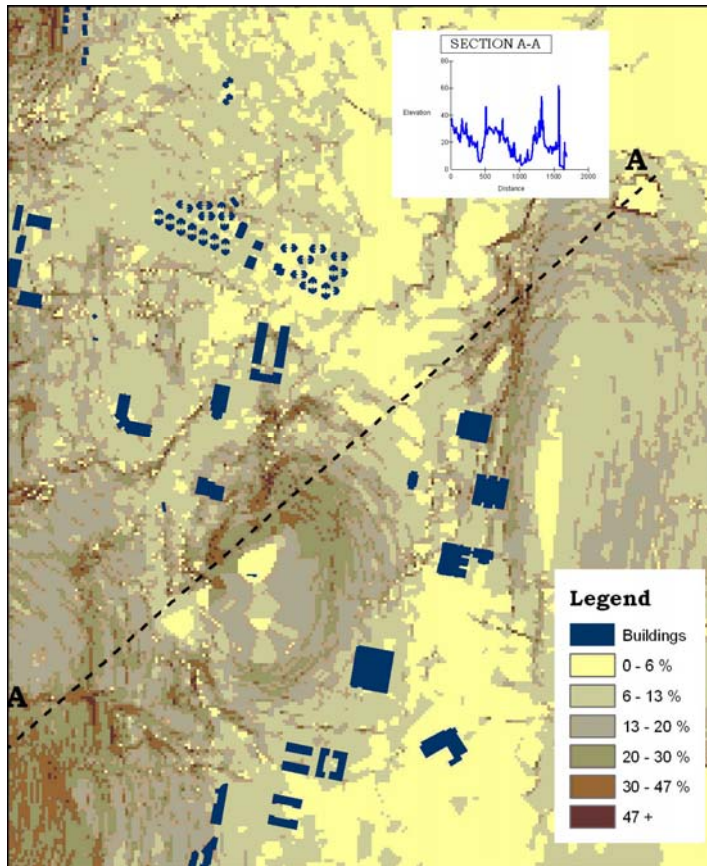 SECTION A-A
80
60
Elevation
40
20
0
0 500 1000 1500 2000
Distance
A
A
Legend
Buildings
0 - 6 %
6 - 13 %
13 - 20 %
20 - 30 %
30 - 47 %
47 +